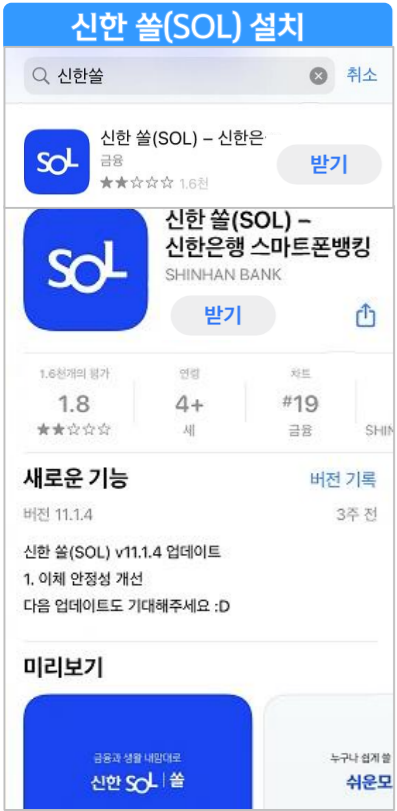 신한 쏠(SOL) 설치
신한쏠
취소
SOL
신한 쏠(SOL) – 신한은
금융
1.6천
받기
SOL
신한 쏠(SOL) –
신한은행 스마트폰뱅킹
SHINHAN BANK
받기
1.6천개의 평가
연령
차트
1.8
4+
#19
세
금융
SHIN
새로운 기능
버전 기록
버전 11.1.4
3주 전
신한 쏠(SOL) v11.1.4 업데이트
1. 이체 안정성 개선
다음 업데이트도 기대해주세요 :D
미리보기
금융과 생활 내맘대로
신한 SOL | 쏠
누구나 쉽게 쓸
쉬운모